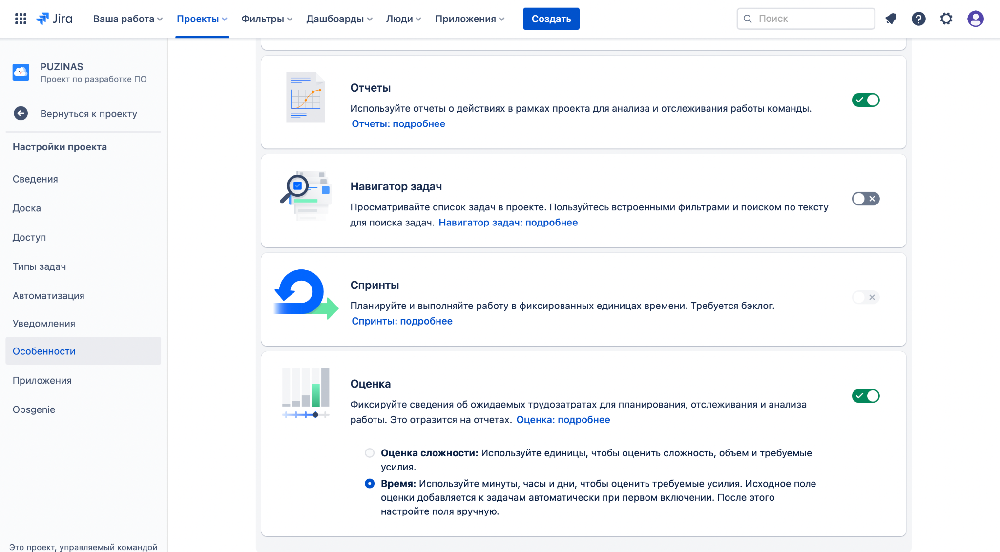 Jira
Ваша работа
Проекты
Фильтры
Дашборды
Люди
Приложения
Создать
Поиск
PUZINAS
Проект по разработке ПО
Вернуться к проекту
Настройки проекта
Сведения
Доска
Доступ
Типы задач
Автоматизация
Уведомления
Особенности
Приложения
Opsgenie
Это проект, управляемый командой
Отчеты
Используйте отчеты о действиях в рамках проекта для анализа и отслеживания работы команды.
Отчеты: подробнее
Навигатор задач
Просматривайте список задач в проекте. Пользуйтесь встроенными фильтрами и поиском по тексту
для поиска задач. Навигатор задач: подробнее
Спринты
Планируйте и выполняйте работу в фиксированных единицах времени. Требуется бэклог.
Спринты: подробнее
Оценка
Фиксируйте сведения об ожидаемых трудозатратах для планирования, отслеживания и анализа
работы. Это отразится на отчетах. Оценка: подробнее
Оценка сложности: Используйте единицы, чтобы оценить сложность, объем и требуемые
усилия.
Время: Используйте минуты, часы и дни, чтобы оценить требуемые усилия. Исходное поле
оценки добавляется к задачам автоматически при первом включении. После этого
настройте поля вручную.